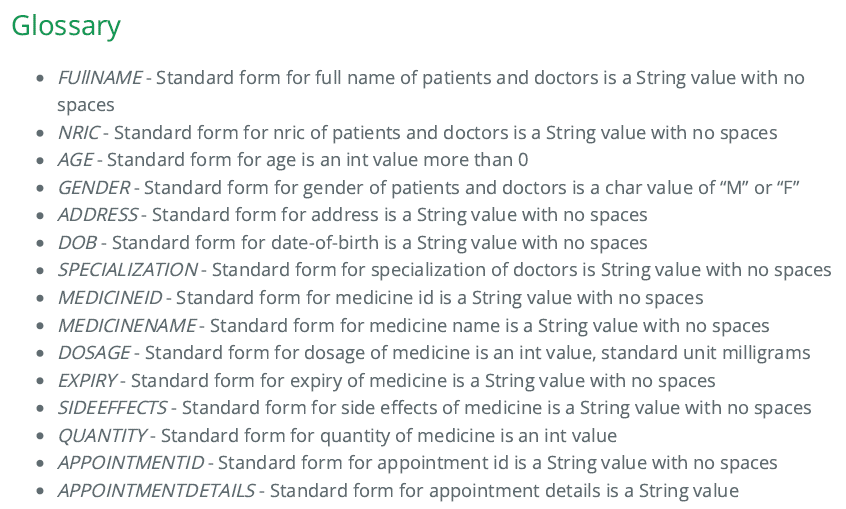 Glossary
FUllNAME - Standard form for full name of patients and doctors is a String value with no
spaces
NRIC - Standard form for nric of patients and doctors is a String value with no spaces
AGE - Standard form for age is an int value more than 0
GENDER - Standard form for gender of patients and doctors is a char value of “M” or “F”
ADDRESS - Standard form for address is a String value with no spaces
DOB - Standard form for date-of-birth is a String value with no spaces
SPECIALIZATION - Standard form for specialization of doctors is String value with no spaces
MEDICINEID - Standard form for medicine id is a String value with no spaces
MEDICINENAME - Standard form for medicine name is a String value with no spaces
DOSAGE - Standard form for dosage of medicine is an int value, standard unit milligrams
EXPIRY - Standard form for expiry of medicine is a String value with no spaces
SIDEEFFECTS - Standard form for side effects of medicine is a String value with no spaces
QUANTITY - Standard form for quantity of medicine is an int value
APPOINTMENTID - Standard form for appointment id is a String value with no spaces
APPOINTMENTDETAILS - Standard form for appointment details is a String value